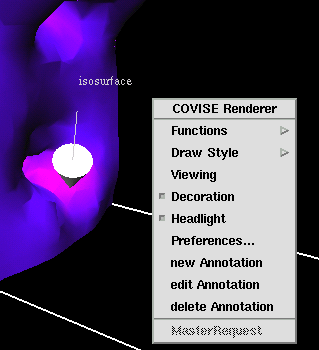 isosurface
COVISE Renderer
Functions
Draw Style
Viewing
Decoration
Headlight
Preferences...
new Annotation
edit Annotation
delete Annotation
MasterRequest